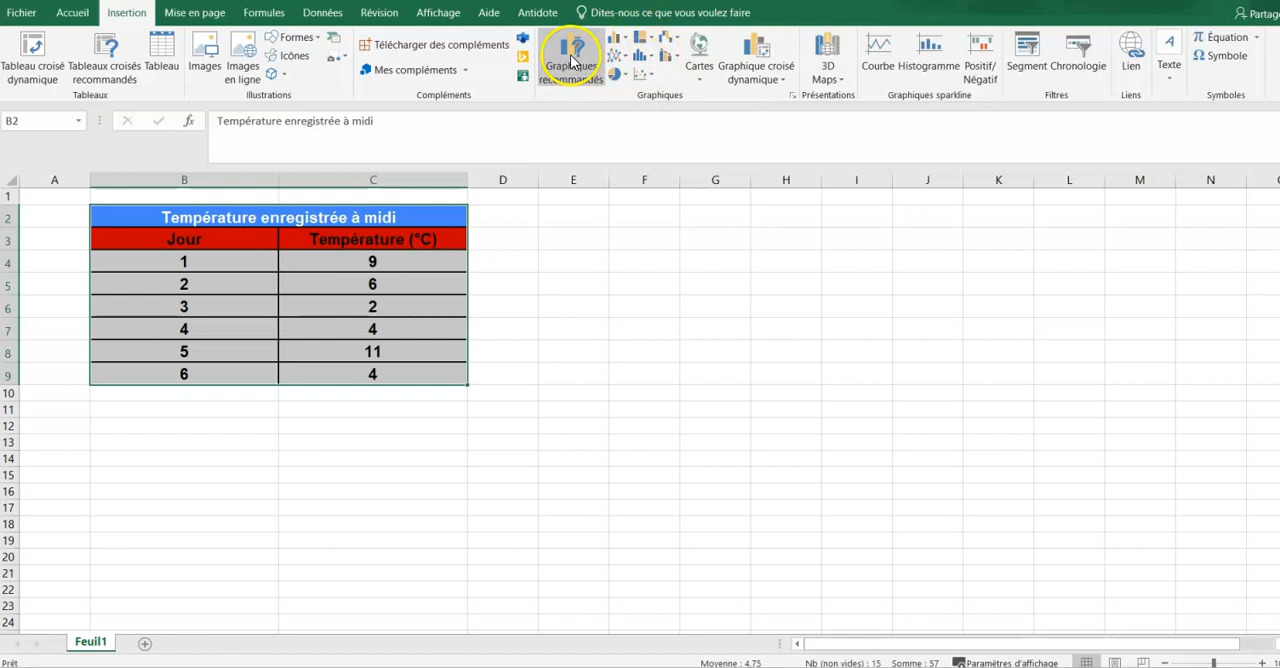 Fichier Accueil Insertion Mise en page Formules Données Révision Affichage Aide Antidote Dites-nous ce que vous voulez faire Partag
Tableau croisé dynamique
Tableaux croisés recommandés
Tableau
Tableaux
Images
Images en ligne
Formes
Icônes
Illustrations
Télécharger des compléments
Mes compléments
Compléments
Graphiques recommandés
Cartes
Graphique croisé dynamique
Graphiques
3D Maps
Présentations
Courbe
Histogramme
Positif/ Négatif
Graphiques sparkline
Segment
Chronologie
Filtres
Lien
Liens
A
Texte
π Équation
Ω Symbole
Symboles
B2 fx Température enregistrée à midi
A B C D E F G H I J K L M N
1
2 Température enregistrée à midi
3 Jour Température (°C)
4 1 9
5 2 6
6 3 2
7 4 4
8 5 11
9 6 4
10
11
12
13
14
15
16
17
18
19
20
21
22
23
24
Feuil1
Prêt Moyenne : 4,75 Nb (non vides) : 15 Somme : 57 Paramètres d'affichage